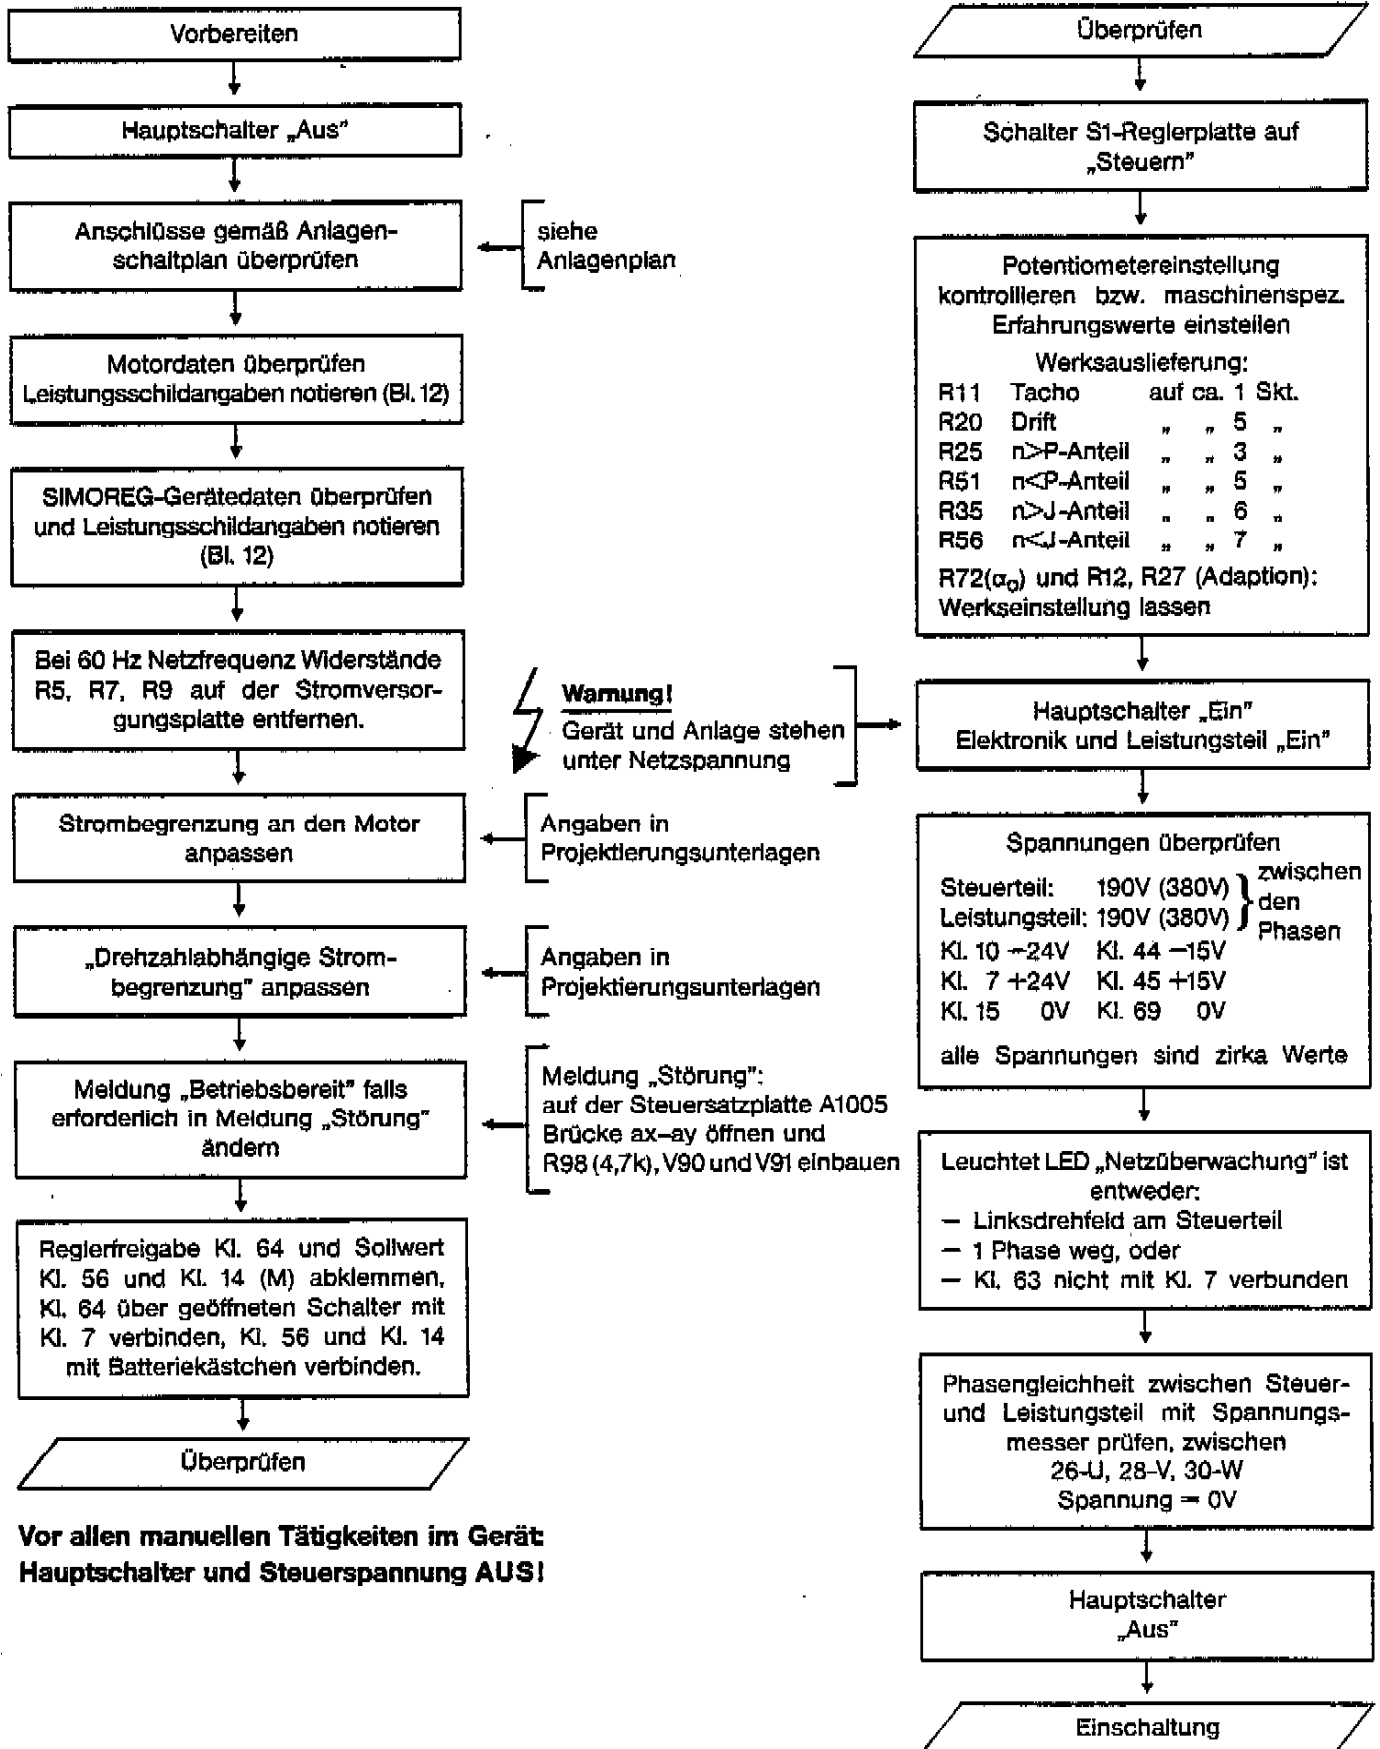 Vorbereiten
Hauptschalter „Aus”
Anschlüsse gemäß Anlagen-
schaltplan überprüfen
siehe
Anlagenplan
Motordaten überprüfen
Leistungsschildangaben notieren (Bl. 12)
SIMOREG-Gerätedaten überprüfen
und Leistungsschildangaben notieren
(Bl. 12)
Bei 60 Hz Netzfrequenz Widerstände
R5, R7, R9 auf der Stromversor-
gungsplatte entfernen.
Strombegrenzung an den Motor
anpassen
Angaben in
Projektierungsunterlagen
„Drehzahlabhängige Strom-
begrenzung” anpassen
Angaben in
Projektierungsunterlagen
Meldung „Betriebsbereit” falls
erforderlich in Meldung „Störung”
ändern
Meldung „Störung”:
auf der Steuersatzplatte A1005
Brücke ax–ay öffnen und
R98 (4,7k), V90 und V91 einbauen
Reglerfreigabe Kl. 64 und Sollwert
Kl. 56 und Kl. 14 (M) abklemmen,
Kl. 64 über geöffneten Schalter mit
Kl. 7 verbinden, Kl. 56 und Kl. 14
mit Batteriekästchen verbinden.
Überprüfen
Vor allen manuellen Tätigkeiten im Gerät:
Hauptschalter und Steuerspannung AUS!
Überprüfen
Schalter S1-Reglerplatte auf
„Steuern”
Potentiometereinstellung
kontrollieren bzw. maschinenspez.
Erfahrungswerte einstellen
Werksauslieferung:
R11 Tacho auf ca. 1 Skt.
R20 Drift „ „ 5 „
R25 n>P-Anteil „ „ 3 „
R51 n<P-Anteil „ „ 5 „
R35 n>J-Anteil „ „ 6 „
R56 n<J-Anteil „ „ 7 „
R72(α₀) und R12, R27 (Adaption):
Werkseinstellung lassen
Warnung!
Gerät und Anlage stehen
unter Netzspannung
Hauptschalter „Ein”
Elektronik und Leistungsteil „Ein”
Spannungen überprüfen
Steuerteil: 190V (380V)
Leistungsteil: 190V (380V)
zwischen
den
Phasen
Kl. 10 –24V Kl. 44 –15V
Kl. 7 +24V Kl. 45 +15V
Kl. 15 0V Kl. 69 0V
alle Spannungen sind zirka Werte
Leuchtet LED „Netzüberwachung” ist
entweder:
– Linksdrehfeld am Steuerteil
– 1 Phase weg, oder
– Kl. 63 nicht mit Kl. 7 verbunden
Phasengleichheit zwischen Steuer-
und Leistungsteil mit Spannungs-
messer prüfen, zwischen
26-U, 28-V, 30-W
Spannung = 0V
Hauptschalter
„Aus”
Einschaltung